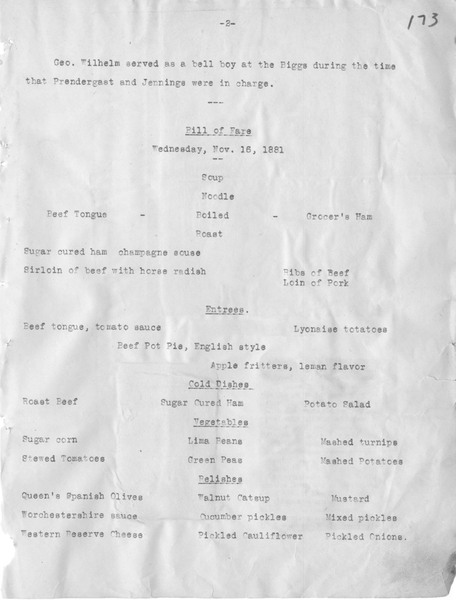 -2-
173
Geo. Wilhelm served as a bell boy at the Biggs during the time
that Prendergast and Jennings were in charge.
---
Bill of Fare
Wednesday, Nov. 16, 1881
--
Soup
Noodle
Beef Tongue - Boiled - Grocer's Ham
Roast
Sugar cured ham champagne souse
Sirloin of beef with horse radish Ribs of Beef
Loin of Pork
Entrees.
Beef tongue, tomato sauce Lyonaise totatoes
Beef Pot Pie, English style
Apple fritters, leman flavor
Cold Dishes
Roast Beef Sugar Cured Ham Potato Salad
Vegetables
Sugar corn Lima Beans Mashed turnips
Stewed Tomatoes Green Peas Mashed Potatoes
Relishes
Queen's Spanish Olives Walnut Catsup Mustard
Worchestershire sauce Cucumber pickles Mixed pickles
Western Reserve Cheese Pickled Cauliflower Pickled Onions.